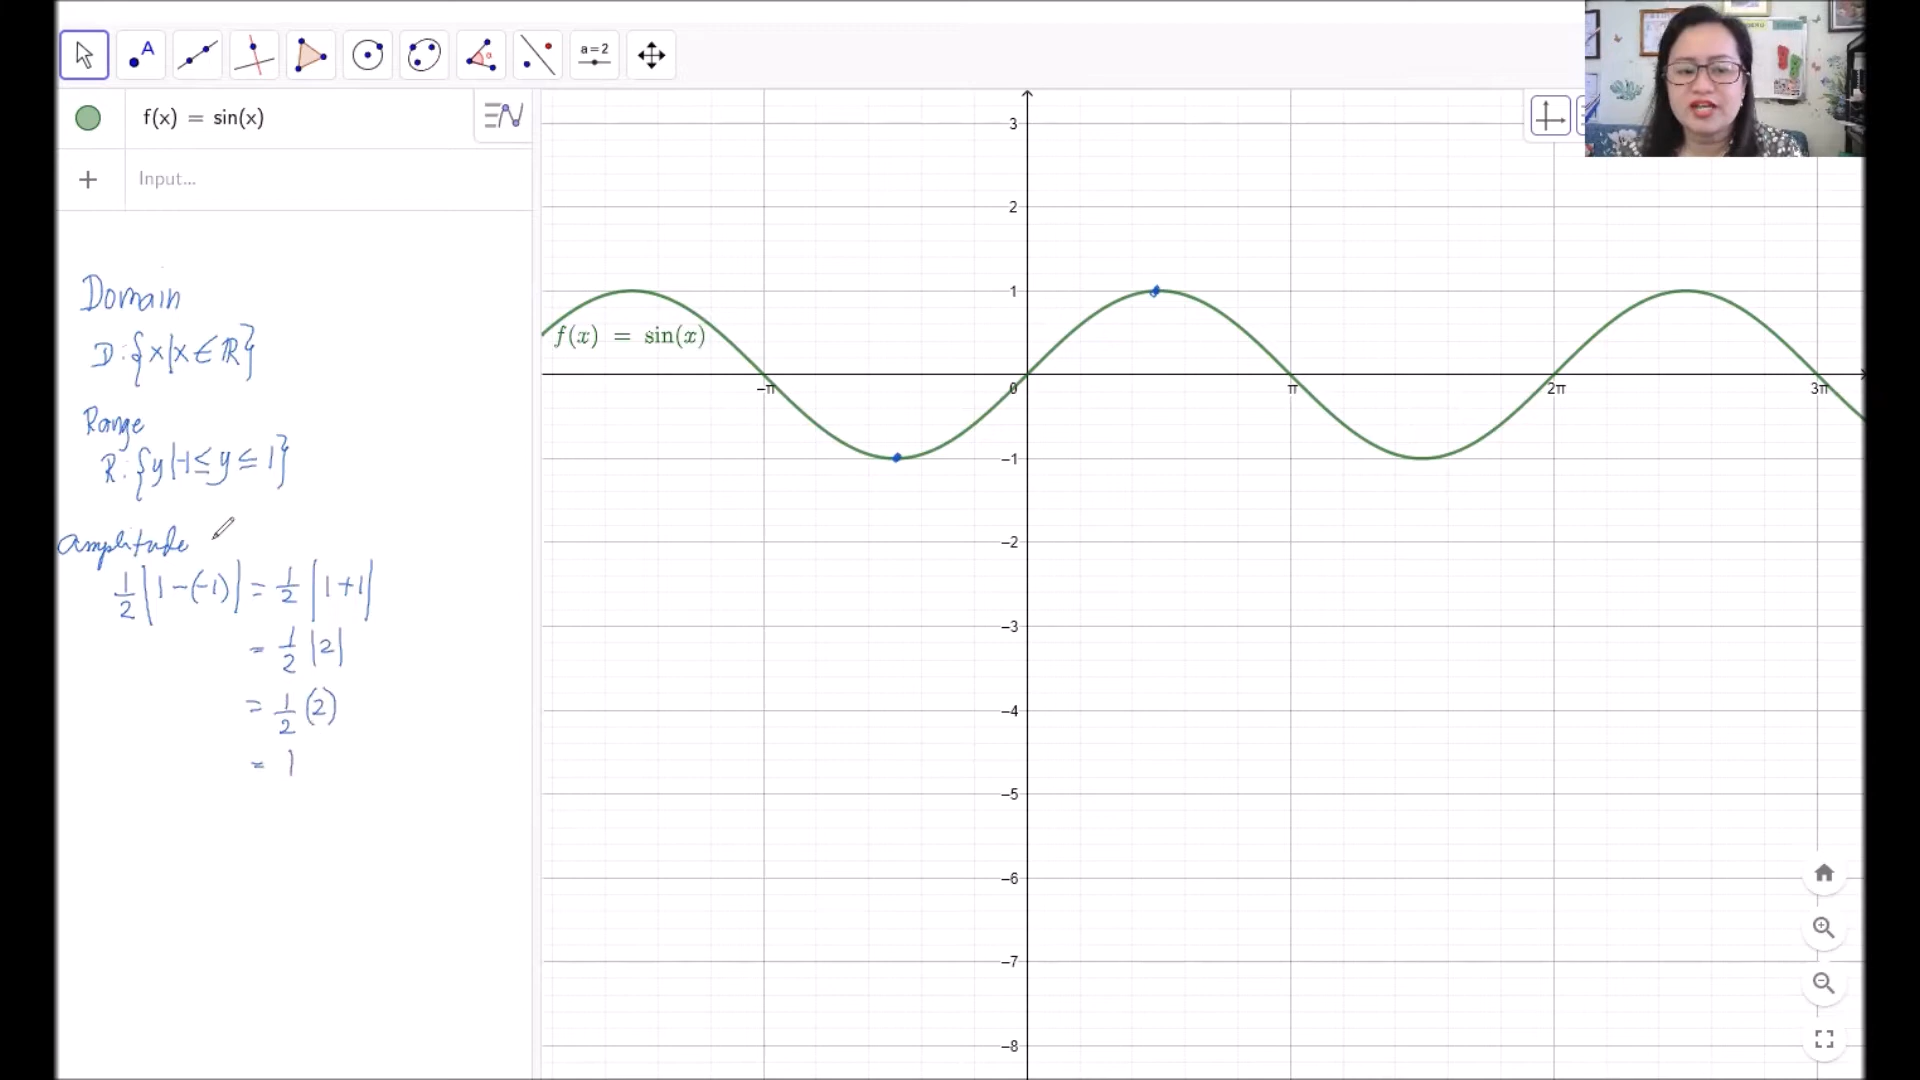 A
a=2
f(x) = sin(x)
Input...
Domain
D:{x|x∈ℝ}
Range
R:{y|-1≤y≤1}
Amplitude
1/2|1-(-1)| = 1/2|1+1|
= 1/2|2|
= 1/2(2)
= 1
3
2
1
f(x) = sin(x)
−π
0
π
2π
3π
−1
−2
−3
−4
−5
−6
−7
−8